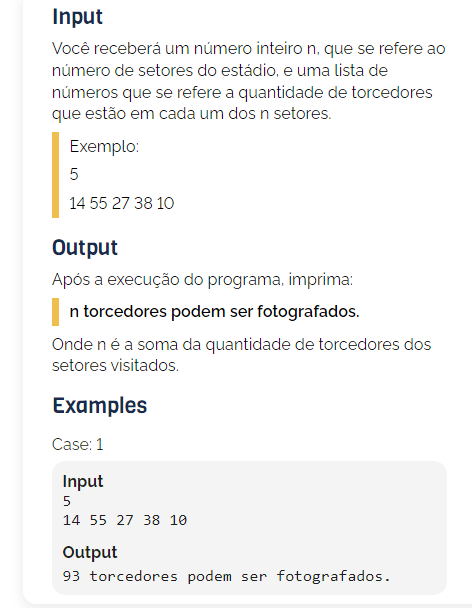 Input
Você receberá um número inteiro n, que se refere ao
número de setores do estádio, e uma lista de
números que se refere a quantidade de torcedores
que estão em cada um dos n setores.
Exemplo:
5
14 55 27 38 10
Output
Após a execução do programa, imprima:
n torcedores podem ser fotografados.
Onde n é a soma da quantidade de torcedores dos
setores visitados.
Examples
Case: 1
Input
5
14 55 27 38 10
Output
93 torcedores podem ser fotografados.